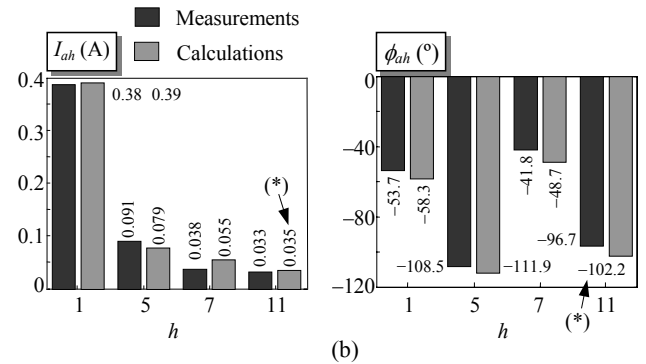 Measurements
Calculations
I_ah (A)
0.4
0.3
0.2
0.1
0
0.38 0.39
0.091
0.079
0.038
0.055
0.033
0.035
(*)
1 5 7 11
h
ϕ_ah (º)
0
−40
−80
−120
−53.7
−58.3
−108.5
−111.9
−41.8
−48.7
−96.7
−102.2
(*)
1 5 7 11
h
(b)